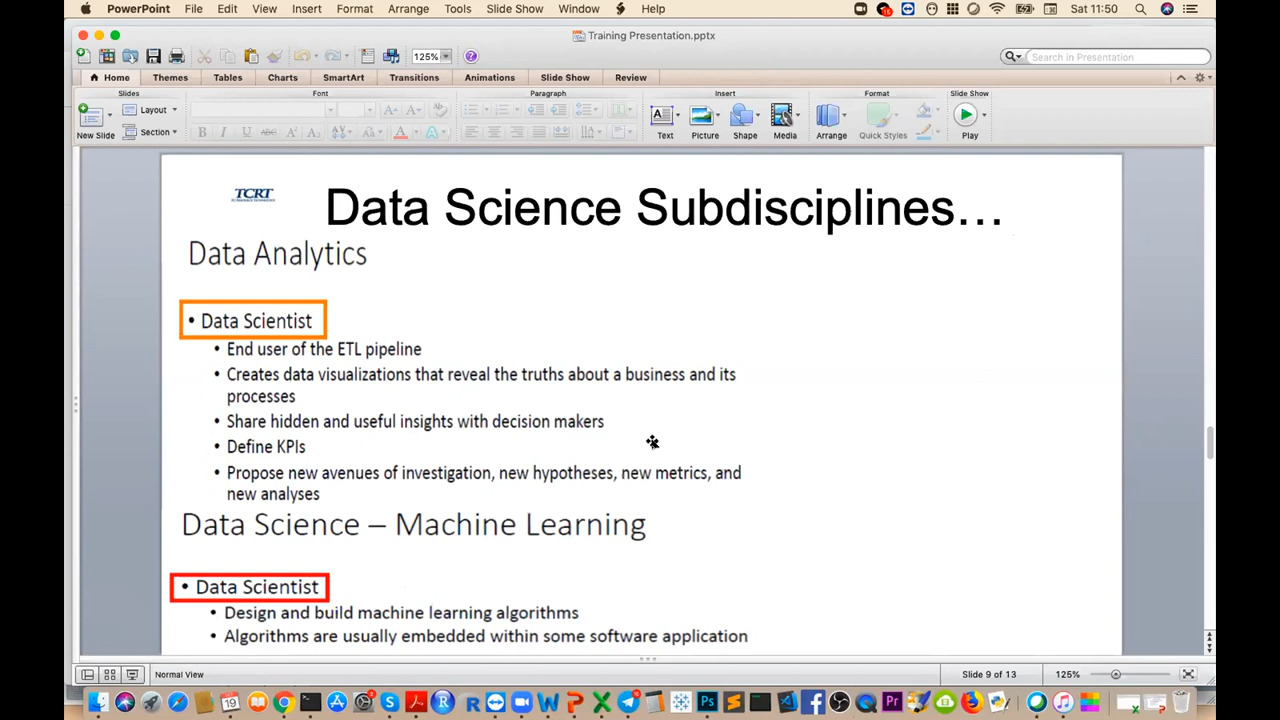 PowerPoint File Edit View Insert Format Arrange Tools Slide Show Window Help Sat 11:50
Training Presentation.pptx
125% Search in Presentation
Home Themes Tables Charts SmartArt Transitions Animations Slide Show Review
Slides Font Paragraph Insert Format Slide Show
Layout
New Slide Section Text Picture Shape Media Arrange Quick Styles Play
TCRT
Data Science Subdisciplines…
Data Analytics
• Data Scientist
• End user of the ETL pipeline
• Creates data visualizations that reveal the truths about a business and its
processes
• Share hidden and useful insights with decision makers
• Define KPIs
• Propose new avenues of investigation, new hypotheses, new metrics, and
new analyses
Data Science – Machine Learning
• Data Scientist
• Design and build machine learning algorithms
• Algorithms are usually embedded within some software application
Normal View Slide 9 of 13 125%